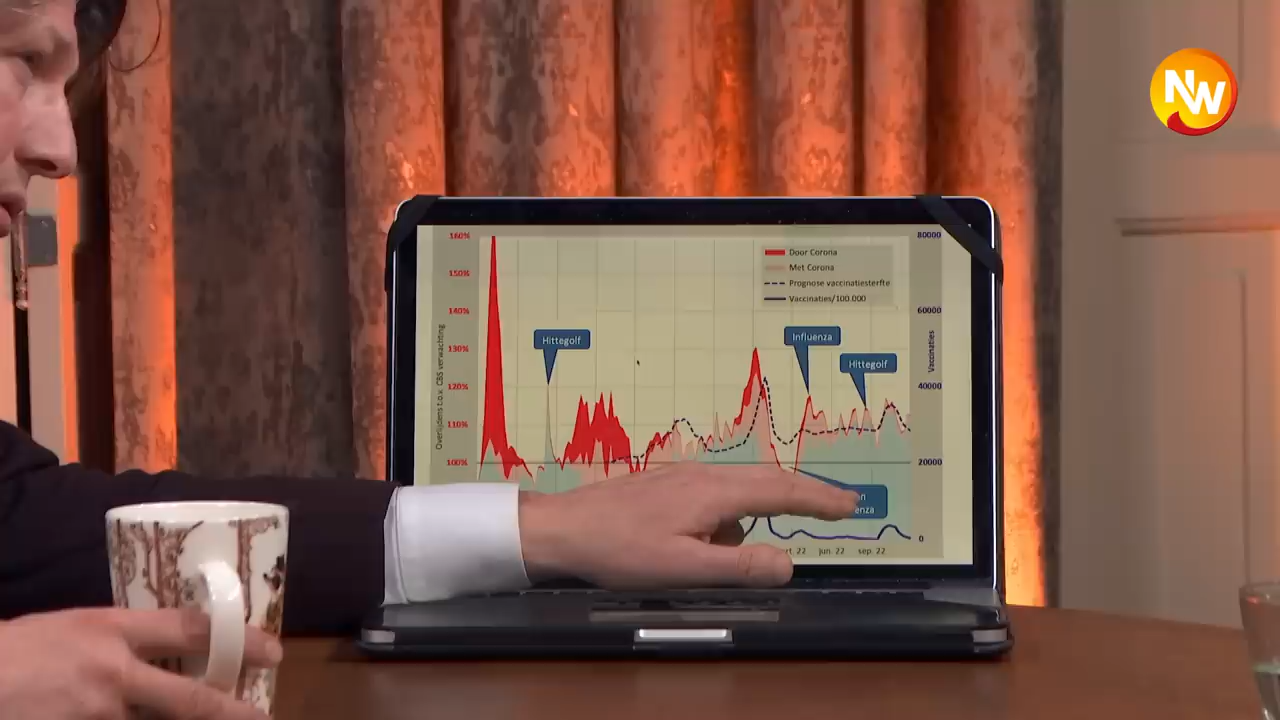 NW
160%
150%
140%
130%
120%
110%
100%
Overlijdens t.o.v. CBS verwachting
80000
60000
40000
20000
0
Vaccinaties
Door Corona
Met Corona
Prognose vaccinatiesterfte
Vaccinaties/100.000
Hittegolf
Influenza
Hittegolf
jun. 22
sep. 22